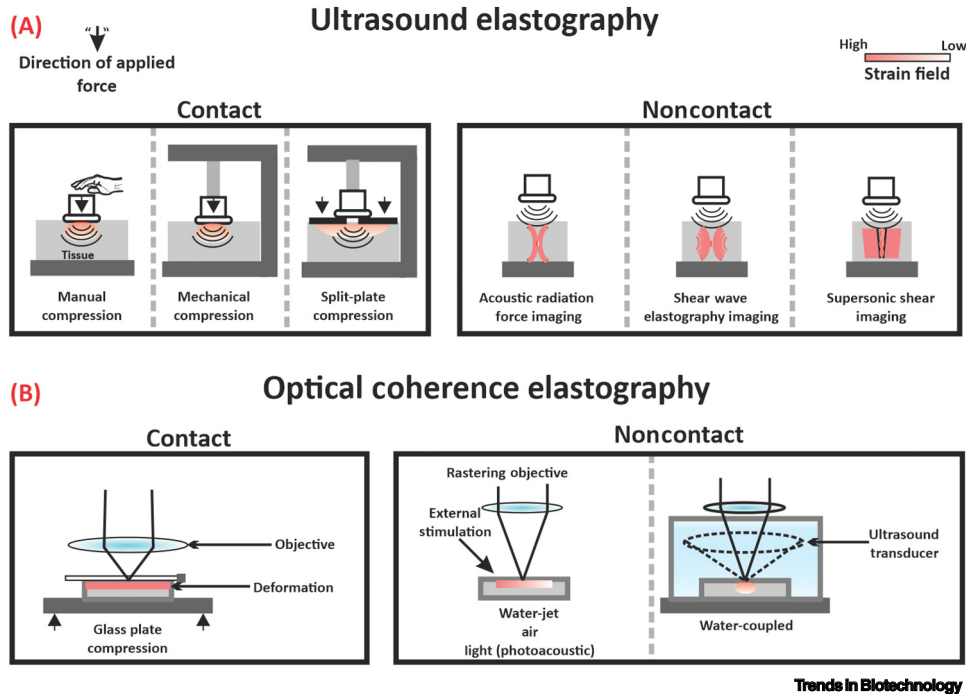 (A)
Ultrasound elastography
Direction of applied
force
High
Low
Strain field
Contact
Noncontact
Tissue
Manual
compression
Mechanical
compression
Split-plate
compression
Acoustic radiation
force imaging
Shear wave
elastography imaging
Supersonic shear
imaging
(B)
Optical coherence elastography
Contact
Noncontact
Objective
Deformation
Glass plate
compression
Rastering objective
External
stimulation
Water-jet
air
light (photoacoustic)
Ultrasound
transducer
Water-coupled
Trends in Biotechnology